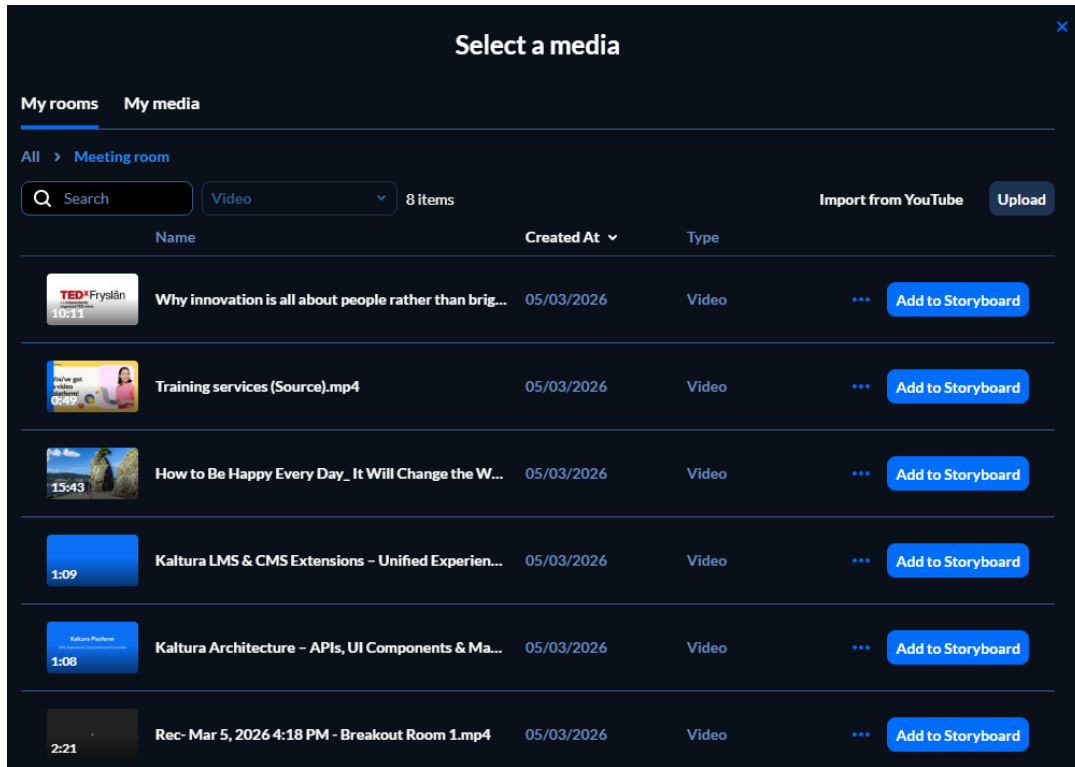 Select a media
My rooms My media
All > Meeting room
Search Video 8 items Import from YouTube Upload
Name Created At Type
TEDxFryslân
10:11
Why innovation is all about people rather than brig... 05/03/2026 Video ••• Add to Storyboard
You've got
a video
platform!
0:49
Training services (Source).mp4 05/03/2026 Video ••• Add to Storyboard
15:43
How to Be Happy Every Day_ It Will Change the W... 05/03/2026 Video ••• Add to Storyboard
1:09
Kaltura LMS & CMS Extensions – Unified Experien... 05/03/2026 Video ••• Add to Storyboard
Kaltura Platform
1:08
Kaltura Architecture – APIs, UI Components & Ma... 05/03/2026 Video ••• Add to Storyboard
2:21
Rec- Mar 5, 2026 4:18 PM - Breakout Room 1.mp4 05/03/2026 Video ••• Add to Storyboard